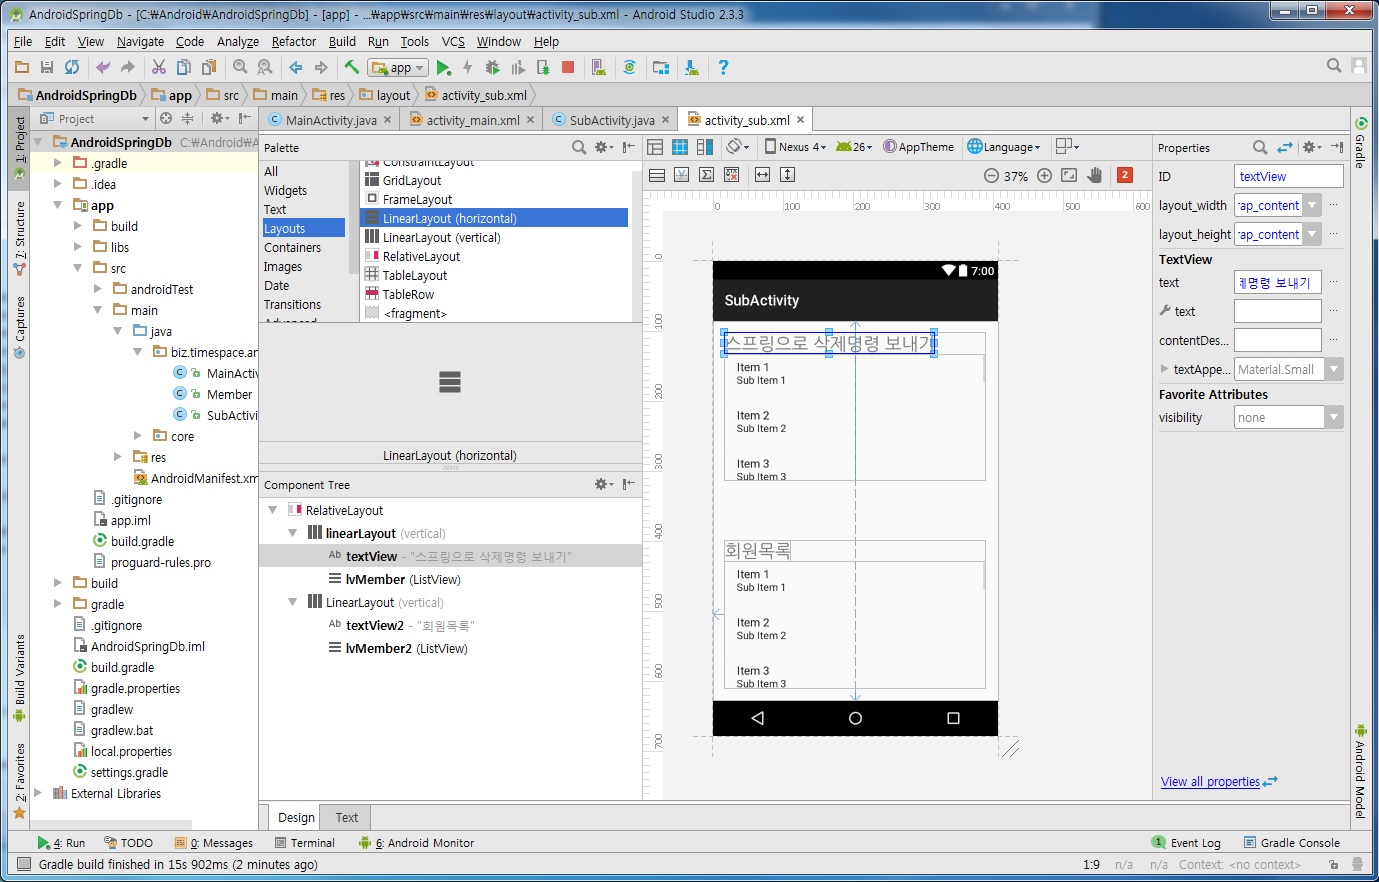 AndroidSpringDb - [C:₩Android₩AndroidSpringDb] - [app] - ...₩app₩src₩main₩res₩layout₩activity_sub.xml - Android Studio 2.3.3
File Edit View Navigate Code Analyze Refactor Build Run Tools VCS Window Help
app
AndroidSpringDb app src main res layout activity_sub.xml
1: Project
7: Structure
Captures
Build Variants
2: Favorites
Project
AndroidSpringDb C:₩Android₩A
.gradle
.idea
app
build
libs
src
androidTest
main
java
biz.timespace.an
MainActivi
Member
SubActivi
core
res
AndroidManifest.xm
.gitignore
app.iml
build.gradle
proguard-rules.pro
build
gradle
.gitignore
AndroidSpringDb.iml
build.gradle
gradle.properties
gradlew
gradlew.bat
local.properties
settings.gradle
External Libraries
MainActivity.java activity_main.xml SubActivity.java activity_sub.xml
Palette
All
Widgets
Text
Layouts
Containers
Images
Date
Transitions
Advanced
ConstraintLayout
GridLayout
FrameLayout
LinearLayout (horizontal)
LinearLayout (vertical)
RelativeLayout
TableLayout
TableRow
<fragment>
LinearLayout (horizontal)
Component Tree
RelativeLayout
linearLayout (vertical)
Ab textView - "스프링으로 삭제명령 보내기"
lvMember (ListView)
LinearLayout (vertical)
Ab textView2 - "회원목록"
lvMember2 (ListView)
Nexus 4 26 AppTheme Language
37% 2
0 100 200 300 400 500 600
0
100
200
300
400
500
600
700
7:00
SubActivity
스프링으로 삭제명령 보내기
Item 1
Sub Item 1
Item 2
Sub Item 2
Item 3
Sub Item 3
회원목록
Item 1
Sub Item 1
Item 2
Sub Item 2
Item 3
Sub Item 3
Properties
ID textView
layout_width rap_content ...
layout_height rap_content ...
TextView
text 제명령 보내기 ...
text ...
contentDes... ...
textAppe... Material.Small ...
Favorite Attributes
visibility none
View all properties
Gradle
Android Model
Design Text
4: Run TODO 0: Messages Terminal 6: Android Monitor 1 Event Log Gradle Console
Gradle build finished in 15s 902ms (2 minutes ago) 1:9 n/a n/a Context: <no context>